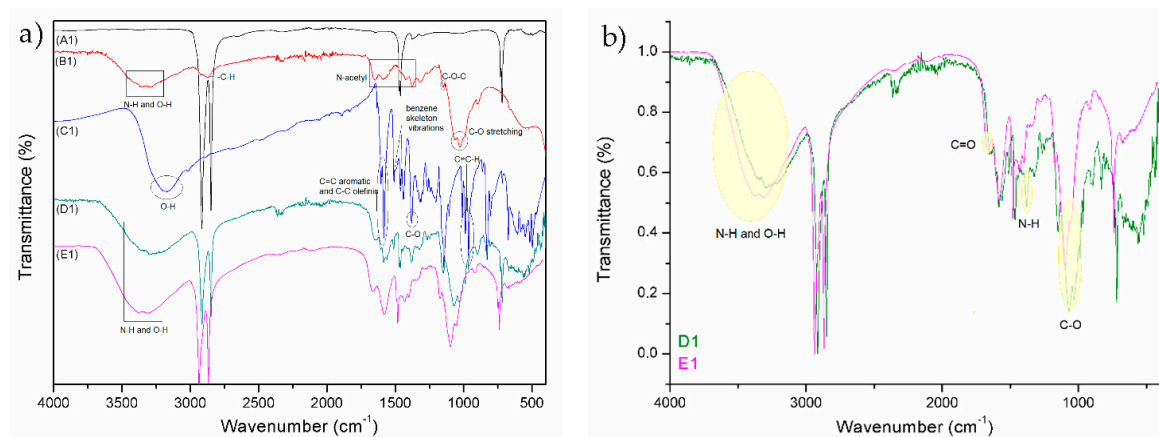 a)
(A1)
(B1)
-C-H
N-acetyl
C-O-C
N-H and O-H
benzene
skeleton
vibrations
(C1)
C-O stretching
C=C-H
C=C aromatic
and C-C olefinic
O-H
(D1)
C-O
(E1)
N-H and O-H
Transmittance (%)
4000 3500 3000 2500 2000 1500 1000 500
Wavenumber (cm-1)
b)
1.0
0.8
0.6
0.4
0.2
0.0
C=O
N-H and O-H
N-H
C-O
D1
E1
Transmittance (%)
4000 3000 2000 1000
Wavenumber (cm-1)